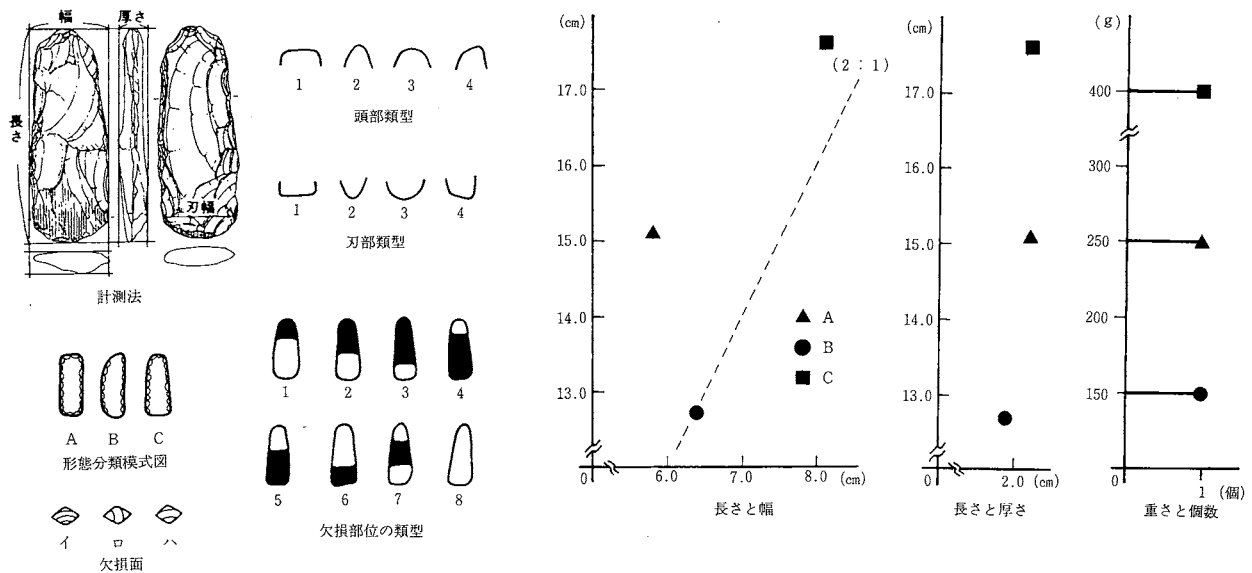 幅
厚さ
長さ
刃幅
計測法
1 2 3 4
頭部類型
1 2 3 4
刃部類型
A B C
形態分類模式図
イ ロ ハ
欠損面
1 2 3 4
5 6 7 8
欠損部位の類型
(cm)
17.0
16.0
15.0
14.0
13.0
0
6.0 7.0 8.0 (cm)
(2：1)
A
B
C
長さと幅
(cm)
17.0
16.0
15.0
14.0
13.0
0
2.0 (cm)
長さと厚さ
(g)
400
300
250
200
150
0
1 (個)
重さと個数